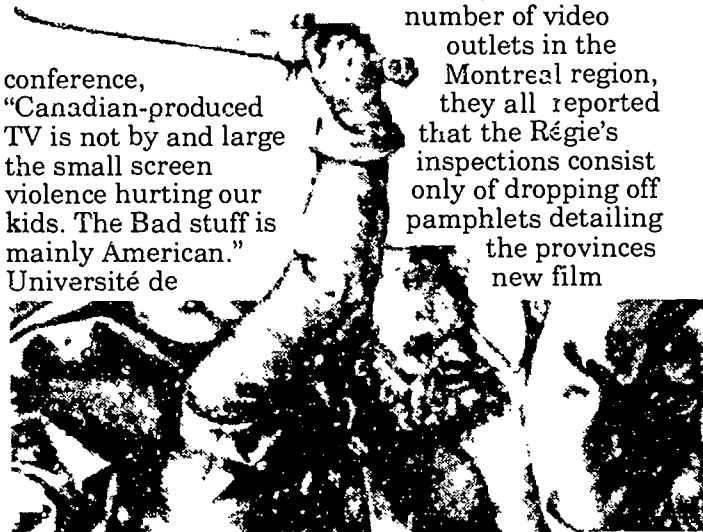 conference,
“Canadian-produced
TV is not by and large
the small screen
violence hurting our
kids. The Bad stuff is
mainly American.”
Université de
number of video
outlets in the
Montreal region,
they all reported
that the Régie's
inspections consist
only of dropping off
pamphlets detailing
the provinces
new film